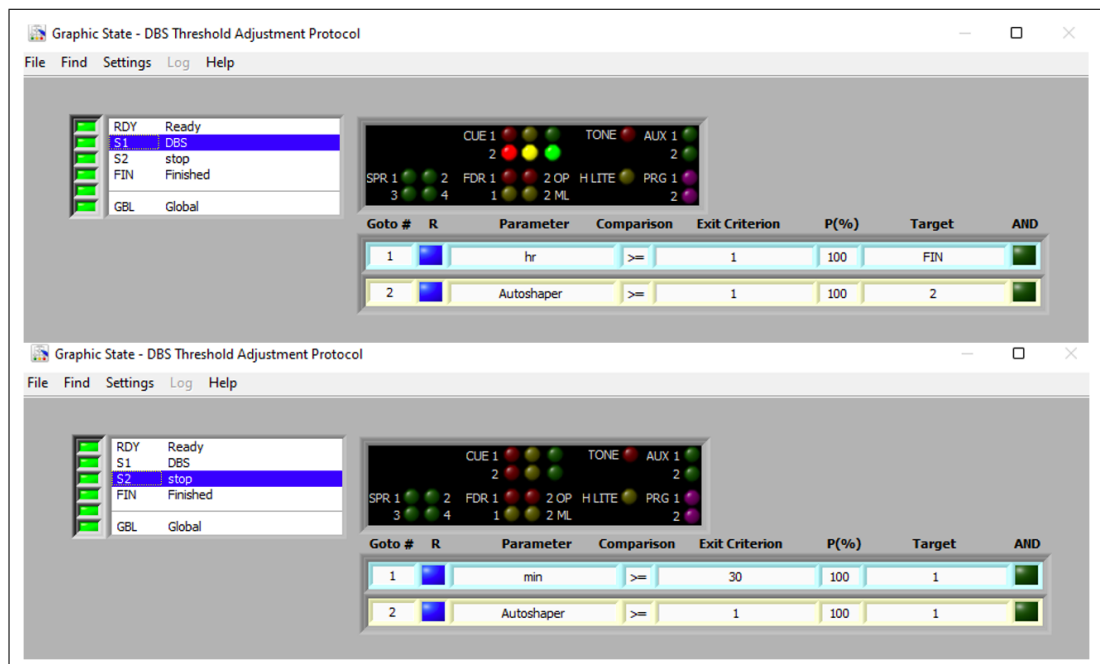 Graphic State - DBS Threshold Adjustment Protocol
File Find Settings Log Help
RDY Ready
S1 DBS
S2 stop
FIN Finished
GBL Global
CUE 1 TONE AUX 1
2 2
SPR 1 2 FDR 1 2 OP H LITE PRG 1
3 4 1 2 ML 2
Goto # R Parameter Comparison Exit Criterion P(%) Target AND
1 hr >= 1 100 FIN
2 Autoshaper >= 1 100 2
Graphic State - DBS Threshold Adjustment Protocol
File Find Settings Log Help
RDY Ready
S1 DBS
S2 stop
FIN Finished
GBL Global
CUE 1 TONE AUX 1
2 2
SPR 1 2 FDR 1 2 OP H LITE PRG 1
3 4 1 2 ML 2
Goto # R Parameter Comparison Exit Criterion P(%) Target AND
1 min >= 30 100 1
2 Autoshaper >= 1 100 1